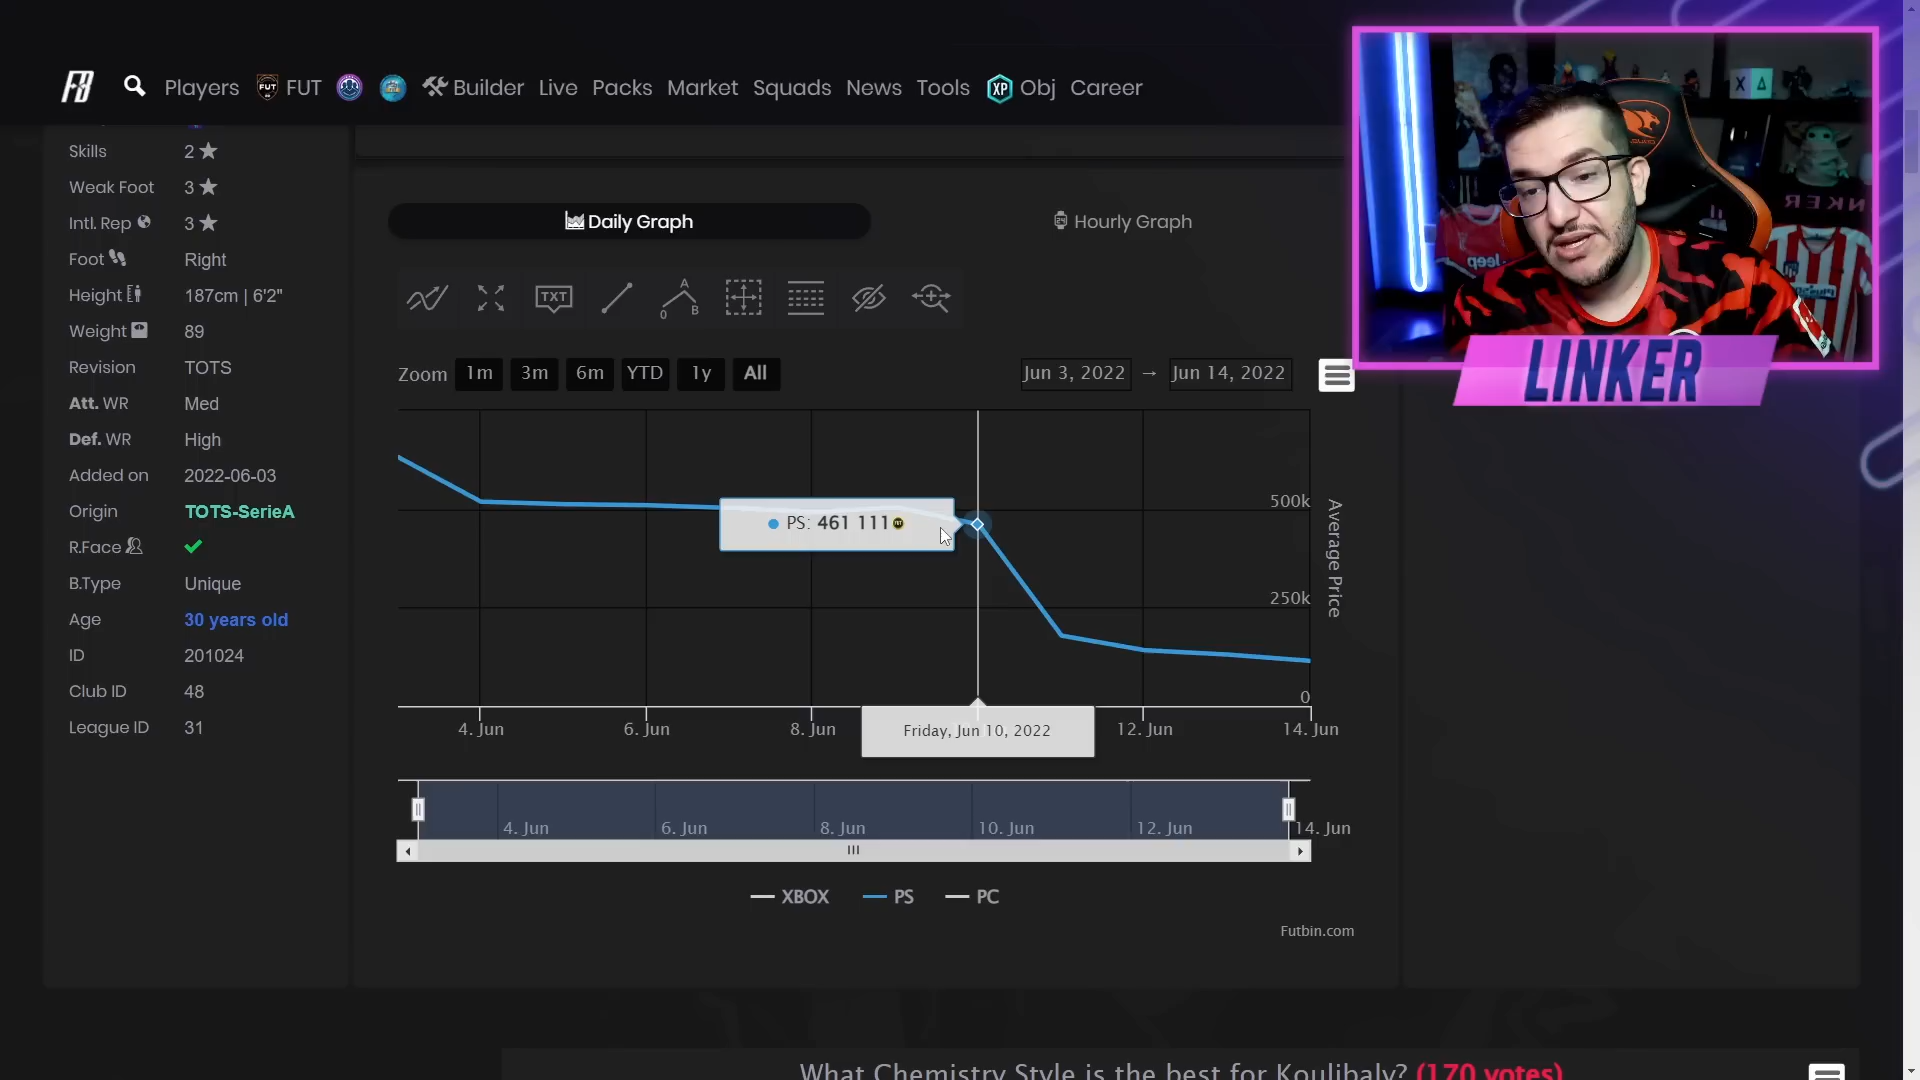 Players FUT Builder Live Packs Market Squads News Tools XP Obj Career
Skills 2
Weak Foot 3
Intl. Rep 3
Foot Right
Height 187cm | 6'2"
Weight 89
Revision TOTS
Att. WR Med
Def. WR High
Added on 2022-06-03
Origin TOTS-SerieA
R.Face
B.Type Unique
Age 30 years old
ID 201024
Club ID 48
League ID 31
Daily Graph Hourly Graph
TXT
A
0 B
Zoom 1m 3m 6m YTD 1y All Jun 3, 2022 → Jun 14, 2022
500k
250k
0
Average Price
PS: 461 111
4. Jun 6. Jun 8. Jun 12. Jun 14. Jun
Friday, Jun 10, 2022
4. Jun 6. Jun 8. Jun 10. Jun 12. Jun 14. Jun
XBOX PS PC
Futbin.com
What Chemistry Style is the best for Koulibaly? (170 votes)
Jeep
LINKER